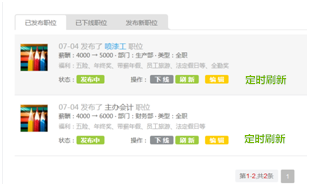 已发布职位 已下线职位 发布新职位
07-04 发布了 喷漆工 职位
薪酬：4000 → 5000 · 部门：生产部 · 类型：全职
福利：五险、年终奖、带薪年假、员工旅游、法定假日等、全勤奖
状态： 发布中 操作： 下 线 刷 新 编 辑 定时刷新
07-04 发布了 主办会计 职位
薪酬：4000 → 6000 · 部门：财务部 · 类型：全职
福利：五险、年终奖、带薪年假、员工旅游、法定假日等
状态： 发布中 操作： 下 线 刷 新 编 辑 定时刷新
第1-2,共2条 1